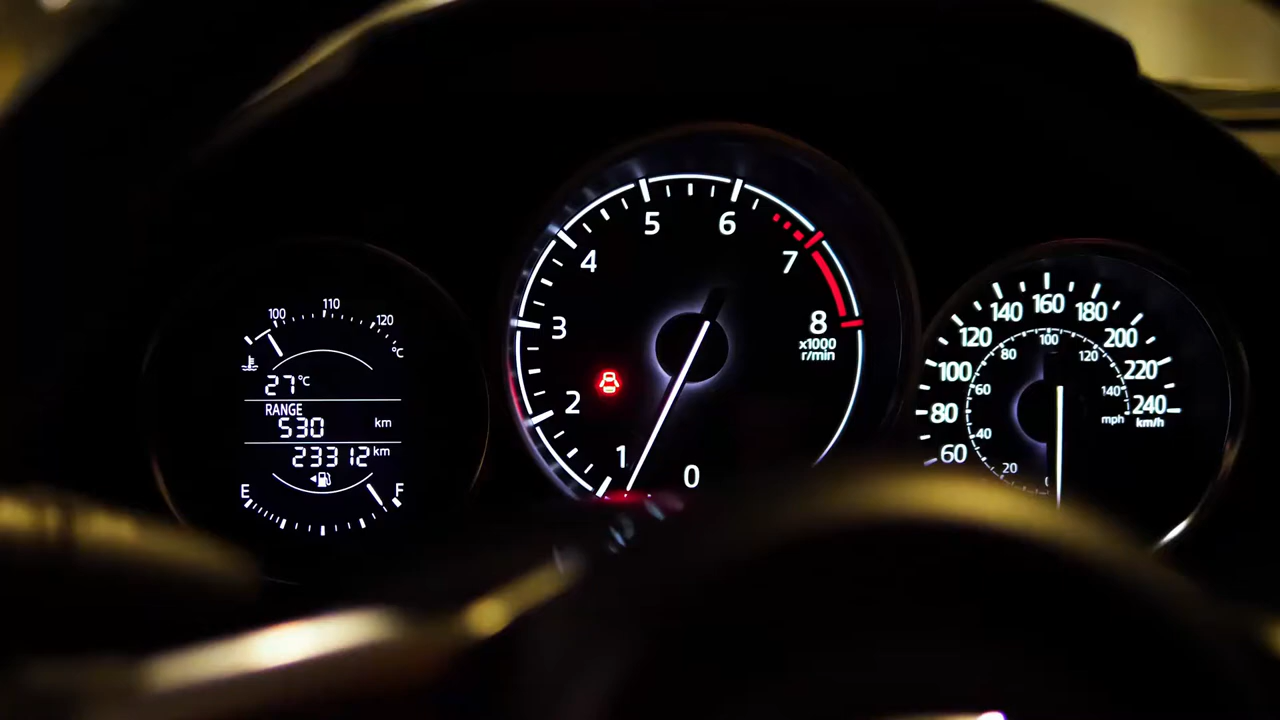 100 110 120
°C
27°C
RANGE
530 km
23312 km
E F
0 1 2 3 4 5 6 7 8
x1000
r/min
60 80 100 120 140 160 180 200 220 240
km/h
0 20 40 60 80 100 120 140
mph